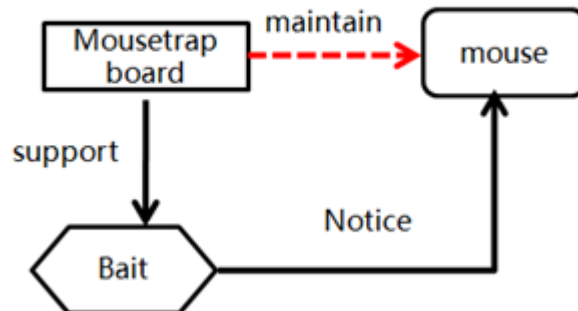 maintain
Mousetrap
board
mouse
support
Notice
Bait